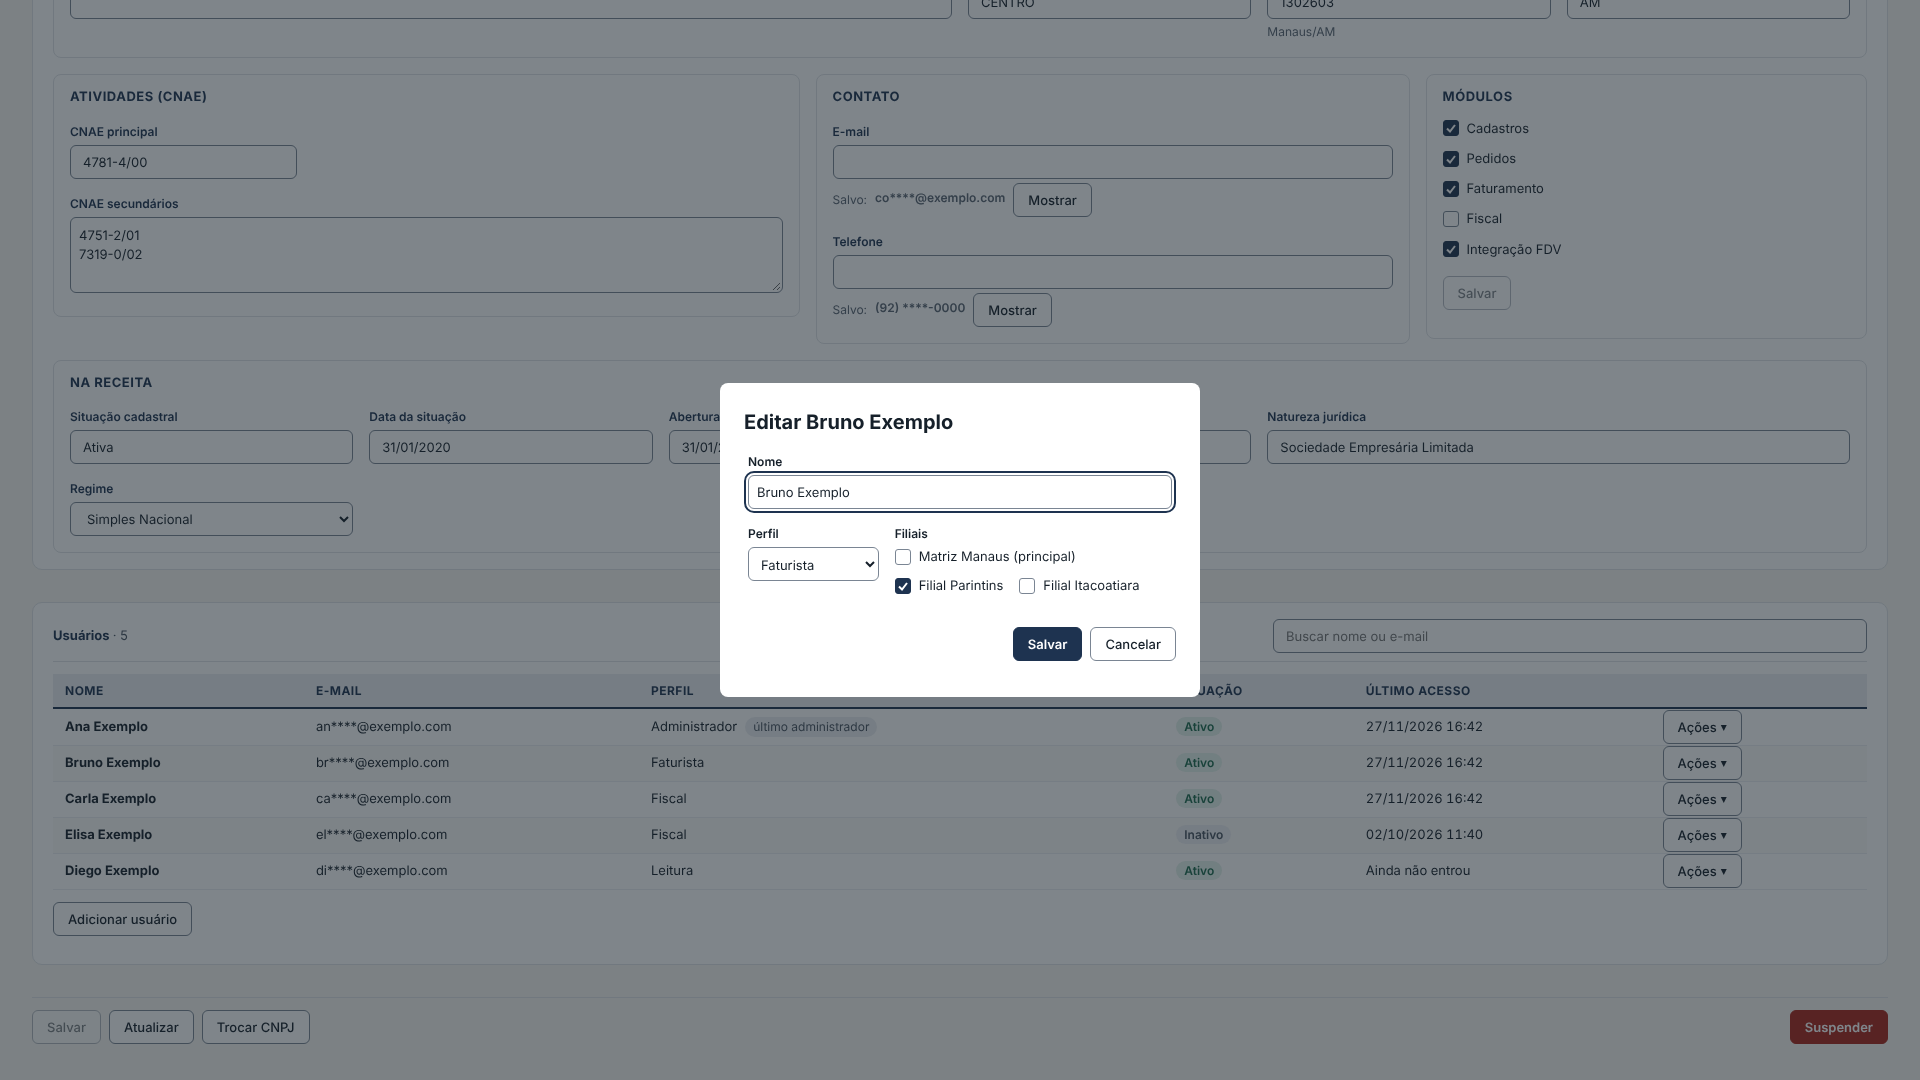 CENTRO
1302603
AM
Manaus/AM
ATIVIDADES (CNAE)
CNAE principal
4781-4/00
CNAE secundários
4751-2/01
7319-0/02
CONTATO
E-mail
Salvo: co****@exemplo.com Mostrar
Telefone
Salvo: (92) ****-0000 Mostrar
MÓDULOS
Cadastros
Pedidos
Faturamento
Fiscal
Integração FDV
Salvar
NA RECEITA
Situação cadastral
Ativa
Data da situação
31/01/2020
Abertura
31/01/
Natureza jurídica
Sociedade Empresária Limitada
Regime
Simples Nacional
Editar Bruno Exemplo
Nome
Bruno Exemplo
Perfil
Faturista
Filiais
Matriz Manaus (principal)
Filial Parintins Filial Itacoatiara
Salvar Cancelar
Usuários · 5
Buscar nome ou e-mail
NOME E-MAIL PERFIL UAÇÃO ÚLTIMO ACESSO
Ana Exemplo an****@exemplo.com Administrador último administrador Ativo 27/11/2026 16:42 Ações ▾
Bruno Exemplo br****@exemplo.com Faturista Ativo 27/11/2026 16:42 Ações ▾
Carla Exemplo ca****@exemplo.com Fiscal Ativo 27/11/2026 16:42 Ações ▾
Elisa Exemplo el****@exemplo.com Fiscal Inativo 02/10/2026 11:40 Ações ▾
Diego Exemplo di****@exemplo.com Leitura Ativo Ainda não entrou Ações ▾
Adicionar usuário
Salvar Atualizar Trocar CNPJ Suspender